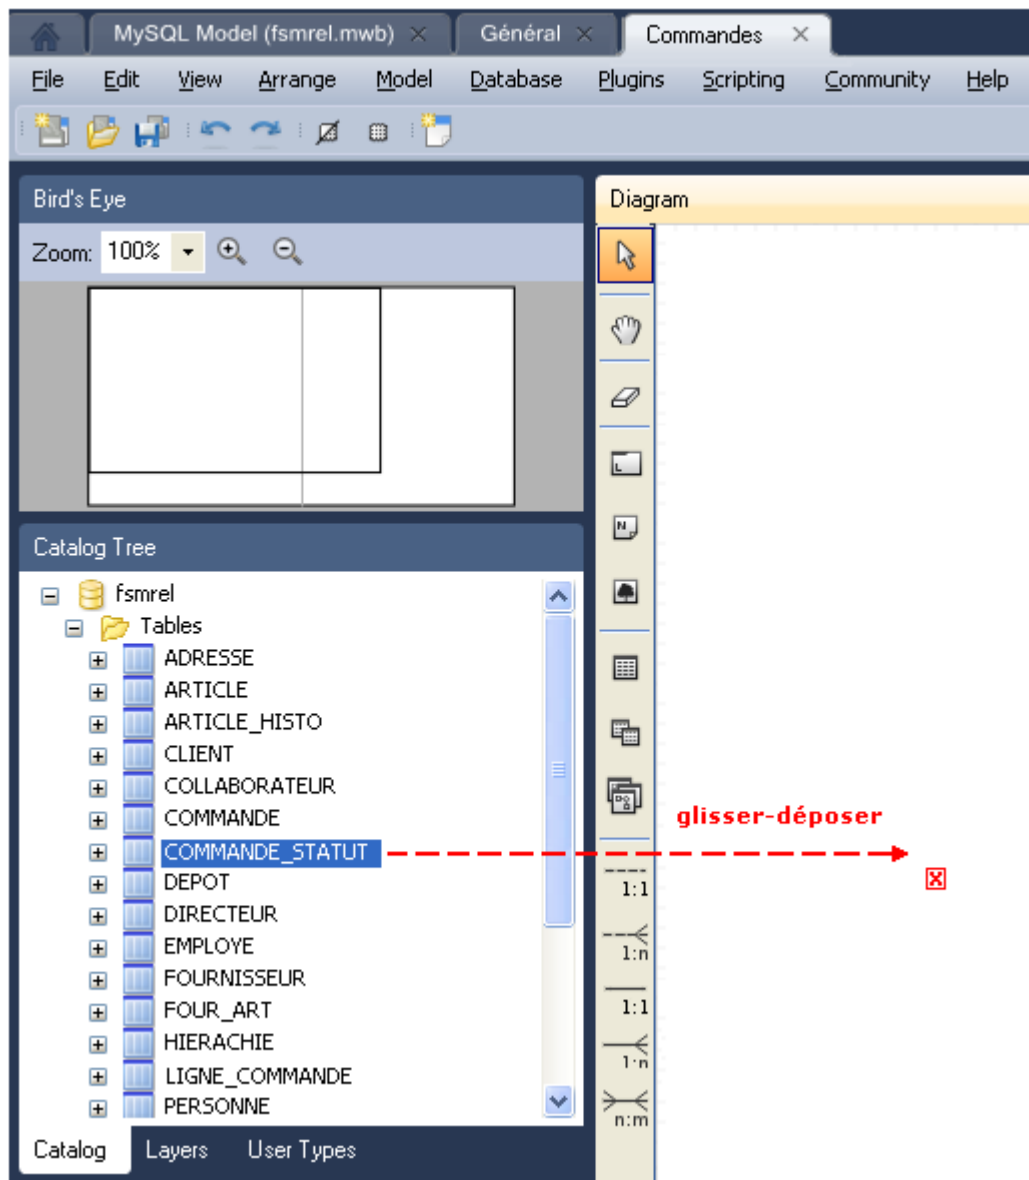 MySQL Model (fsmrel.mwb) Général Commandes
File Edit View Arrange Model Database Plugins Scripting Community Help
Bird's Eye
Zoom: 100%
Catalog Tree
fsmrel
Tables
ADRESSE
ARTICLE
ARTICLE_HISTO
CLIENT
COLLABORATEUR
COMMANDE
COMMANDE_STATUT
DEPOT
DIRECTEUR
EMPLOYE
FOURNISSEUR
FOUR_ART
HIERACHIE
LIGNE_COMMANDE
PERSONNE
Catalog Layers User Types
Diagram
L
N
1:1
1:n
1:1
1:n
n:m
glisser-déposer